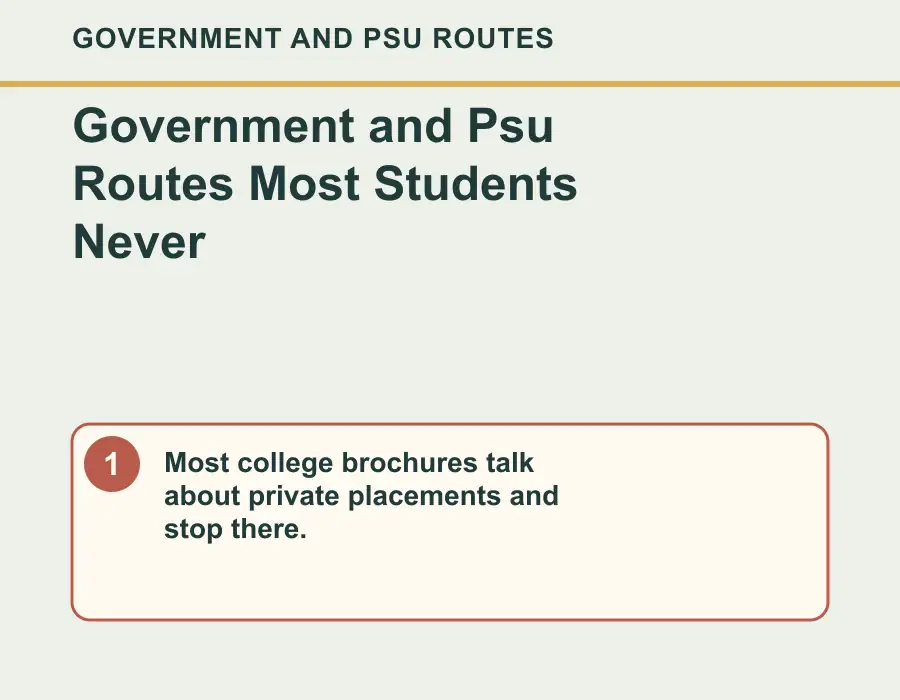 GOVERNMENT AND PSU ROUTES
Government and Psu
Routes Most Students
Never
1
Most college brochures talk
about private placements and
stop there.